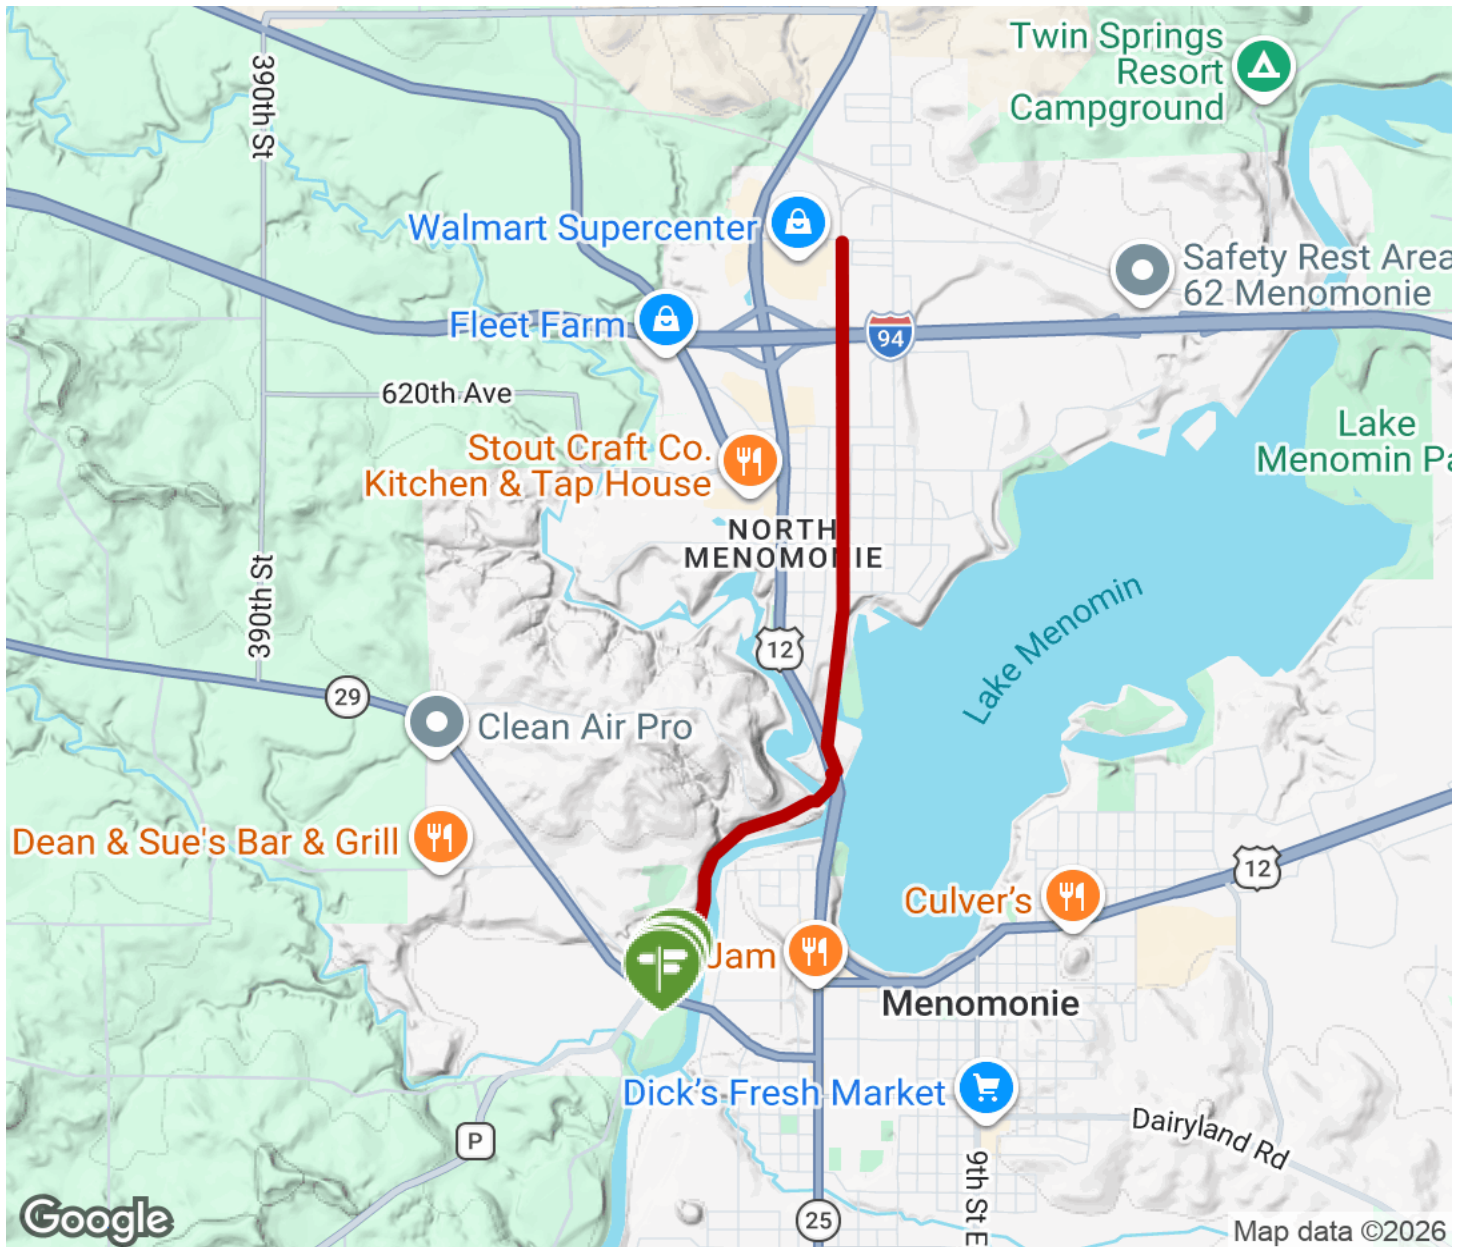 Twin Springs
Resort
Campground
390th St
Walmart Supercenter
Safety Rest Area
62 Menomonie
Fleet Farm
94
620th Ave
Lake
Menomin Pa
Stout Craft Co.
Kitchen & Tap House
NORTH
MENOMONIE
390th St
Lake Menomin
12
29
Clean Air Pro
Dean & Sue's Bar & Grill
12
Culver's
Jam
Menomonie
Dick's Fresh Market
Dairyland Rd
P
9th St E
25
Google
Map data ©2026